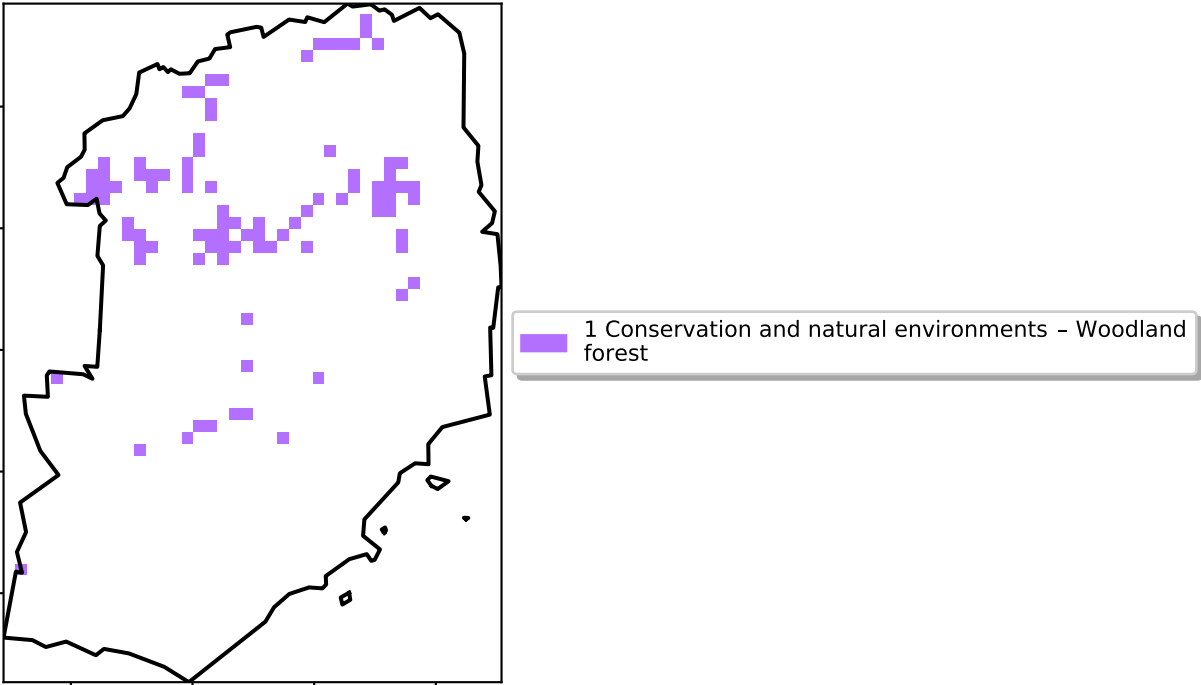 1 Conservation and natural environments – Woodland
forest